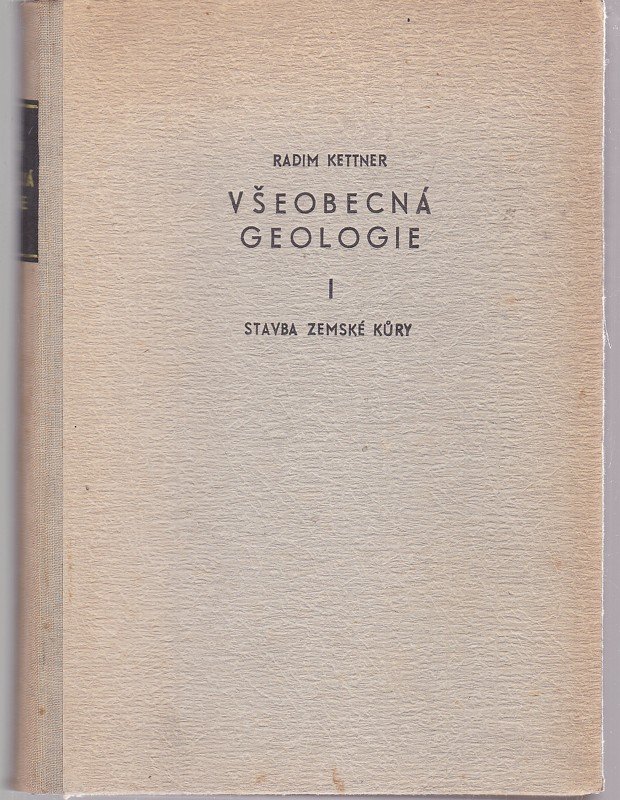 RADIM KETTNER
VŠEOBECNÁ
GEOLOGIE
I
STAVBA ZEMSKÉ KŮRY